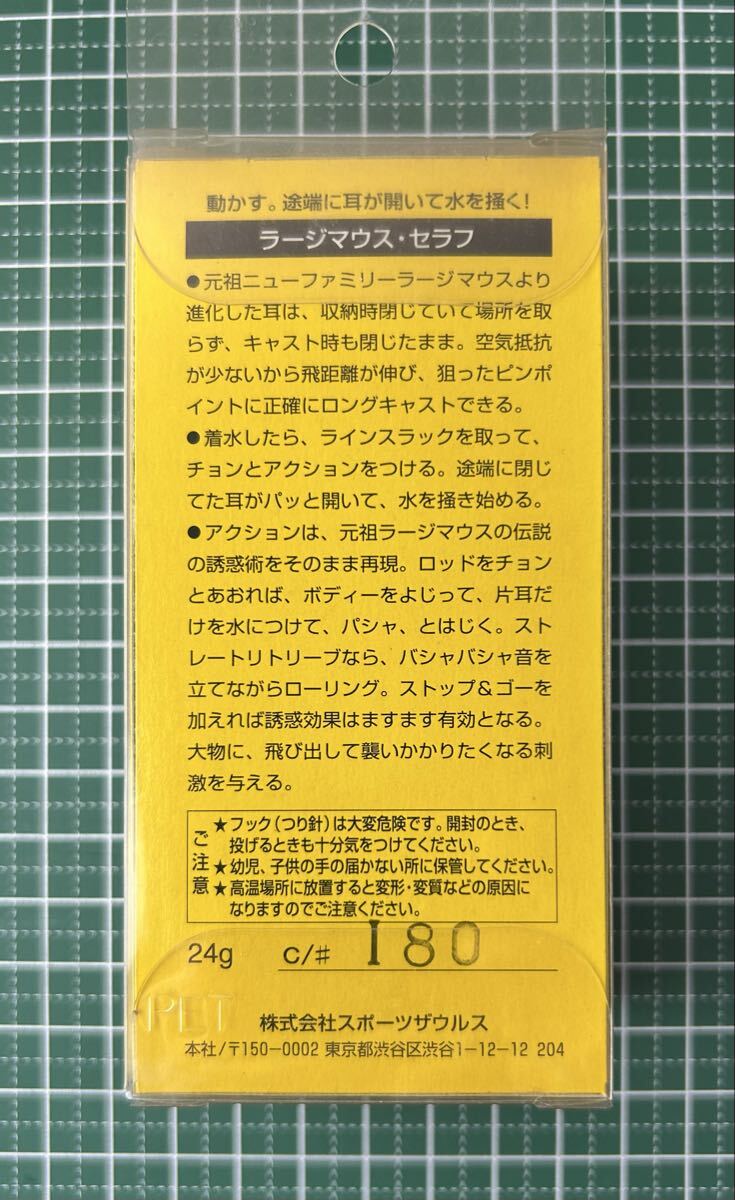 動かす。途端に耳が開いて水を掻く！
ラージマウス・セラフ
●元祖ニューファミリーラージマウスより
進化した耳は、収納時閉じていて場所を取
らず、キャスト時も閉じたまま。空気抵抗
が少ないから飛距離が伸び、狙ったピンポ
イントに正確にロングキャストできる。
●着水したら、ラインスラックを取って、
チョンとアクションをつける。途端に閉じ
てた耳がパッと開いて、水を掻き始める。
●アクションは、元祖ラージマウスの伝説
の誘惑術をそのまま再現。ロッドをチョン
とあおれば、ボディーをよじって、片耳だ
けを水につけて、パシャ、とはじく。スト
レートリトリーブなら、バシャバシャ音を
立てながらローリング。ストップ＆ゴーを
加えれば誘惑効果はますます有効となる。
大物に、飛び出して襲いかかりたくなる刺
激を与える。
ご注意
★フック（つり針）は大変危険です。開封のとき、
投げるときも十分気をつけてください。
★幼児、子供の手の届かない所に保管してください。
★高温場所に放置すると変形・変質などの原因に
なりますのでご注意ください。
24g c/# 180
PET
株式会社スポーツザウルス
本社/〒150-0002 東京都渋谷区渋谷1-12-12 204